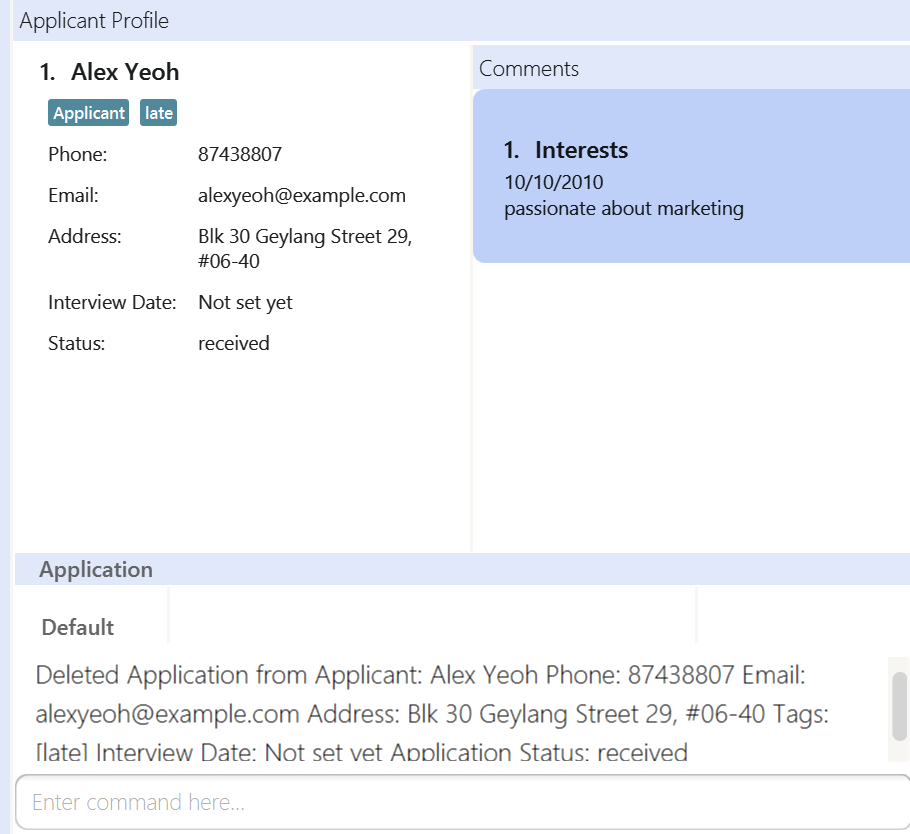 Applicant Profile
1. Alex Yeoh
Applicant late
Phone: 87438807
Email: alexyeoh@example.com
Address: Blk 30 Geylang Street 29,
#06-40
Interview Date: Not set yet
Status: received
Comments
1. Interests
10/10/2010
passionate about marketing
Application
Default
Deleted Application from Applicant: Alex Yeoh Phone: 87438807 Email:
alexyeoh@example.com Address: Blk 30 Geylang Street 29, #06-40 Tags:
[late] Interview Date: Not set yet Application Status: received
Enter command here...